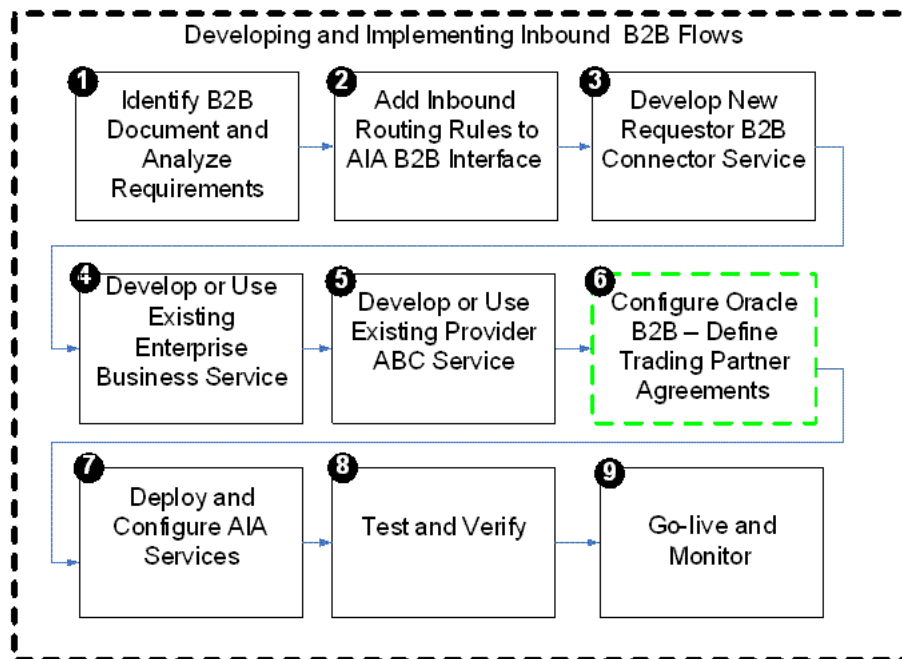 Developing and Implementing Inbound B2B Flows
1
Identify B2B
Document and
Analyze
Requirements
2
Add Inbound
Routing Rules to
AIA B2B Interface
3
Develop New
Requestor B2B
Connector Service
4
Develop or Use
Existing
Enterprise
Business Service
5
Develop or Use
Existing Provider
ABC Service
6
Configure Oracle
B2B – Define
Trading Partner
Agreements
7
Deploy and
Configure AIA
Services
8
Test and Verify
9
Go-live and
Monitor